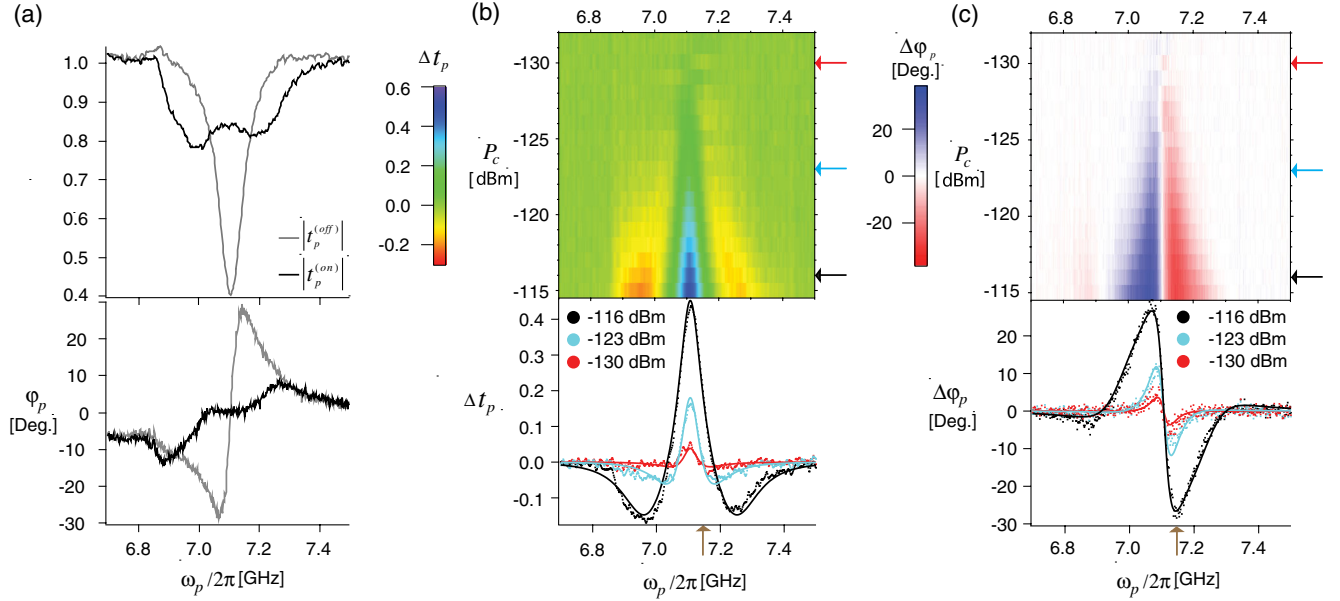 (a)
1.0
0.9
0.8
0.7
0.6
0.5
0.4
|t_p^(off)|
|t_p^(on)|
φ_p
[Deg.]
30
20
10
0
-10
-20
-30
6.8 7.0 7.2 7.4
ω_p/2π [GHz]
(b)
6.8 7.0 7.2 7.4
Δt_p
0.6
0.4
0.2
0.0
-0.2
P_c
[dBm]
-130
-125
-120
-115
-116 dBm
-123 dBm
-130 dBm
Δt_p
0.4
0.3
0.2
0.1
0.0
-0.1
6.8 7.0 7.2 7.4
ω_p/2π [GHz]
(c)
6.8 7.0 7.2 7.4
Δφ_p
[Deg.]
20
0
-20
P_c
[dBm]
-130
-125
-120
-115
-116 dBm
-123 dBm
-130 dBm
Δφ_p
[Deg.]
20
10
0
-10
-20
-30
6.8 7.0 7.2 7.4
ω_p/2π [GHz]